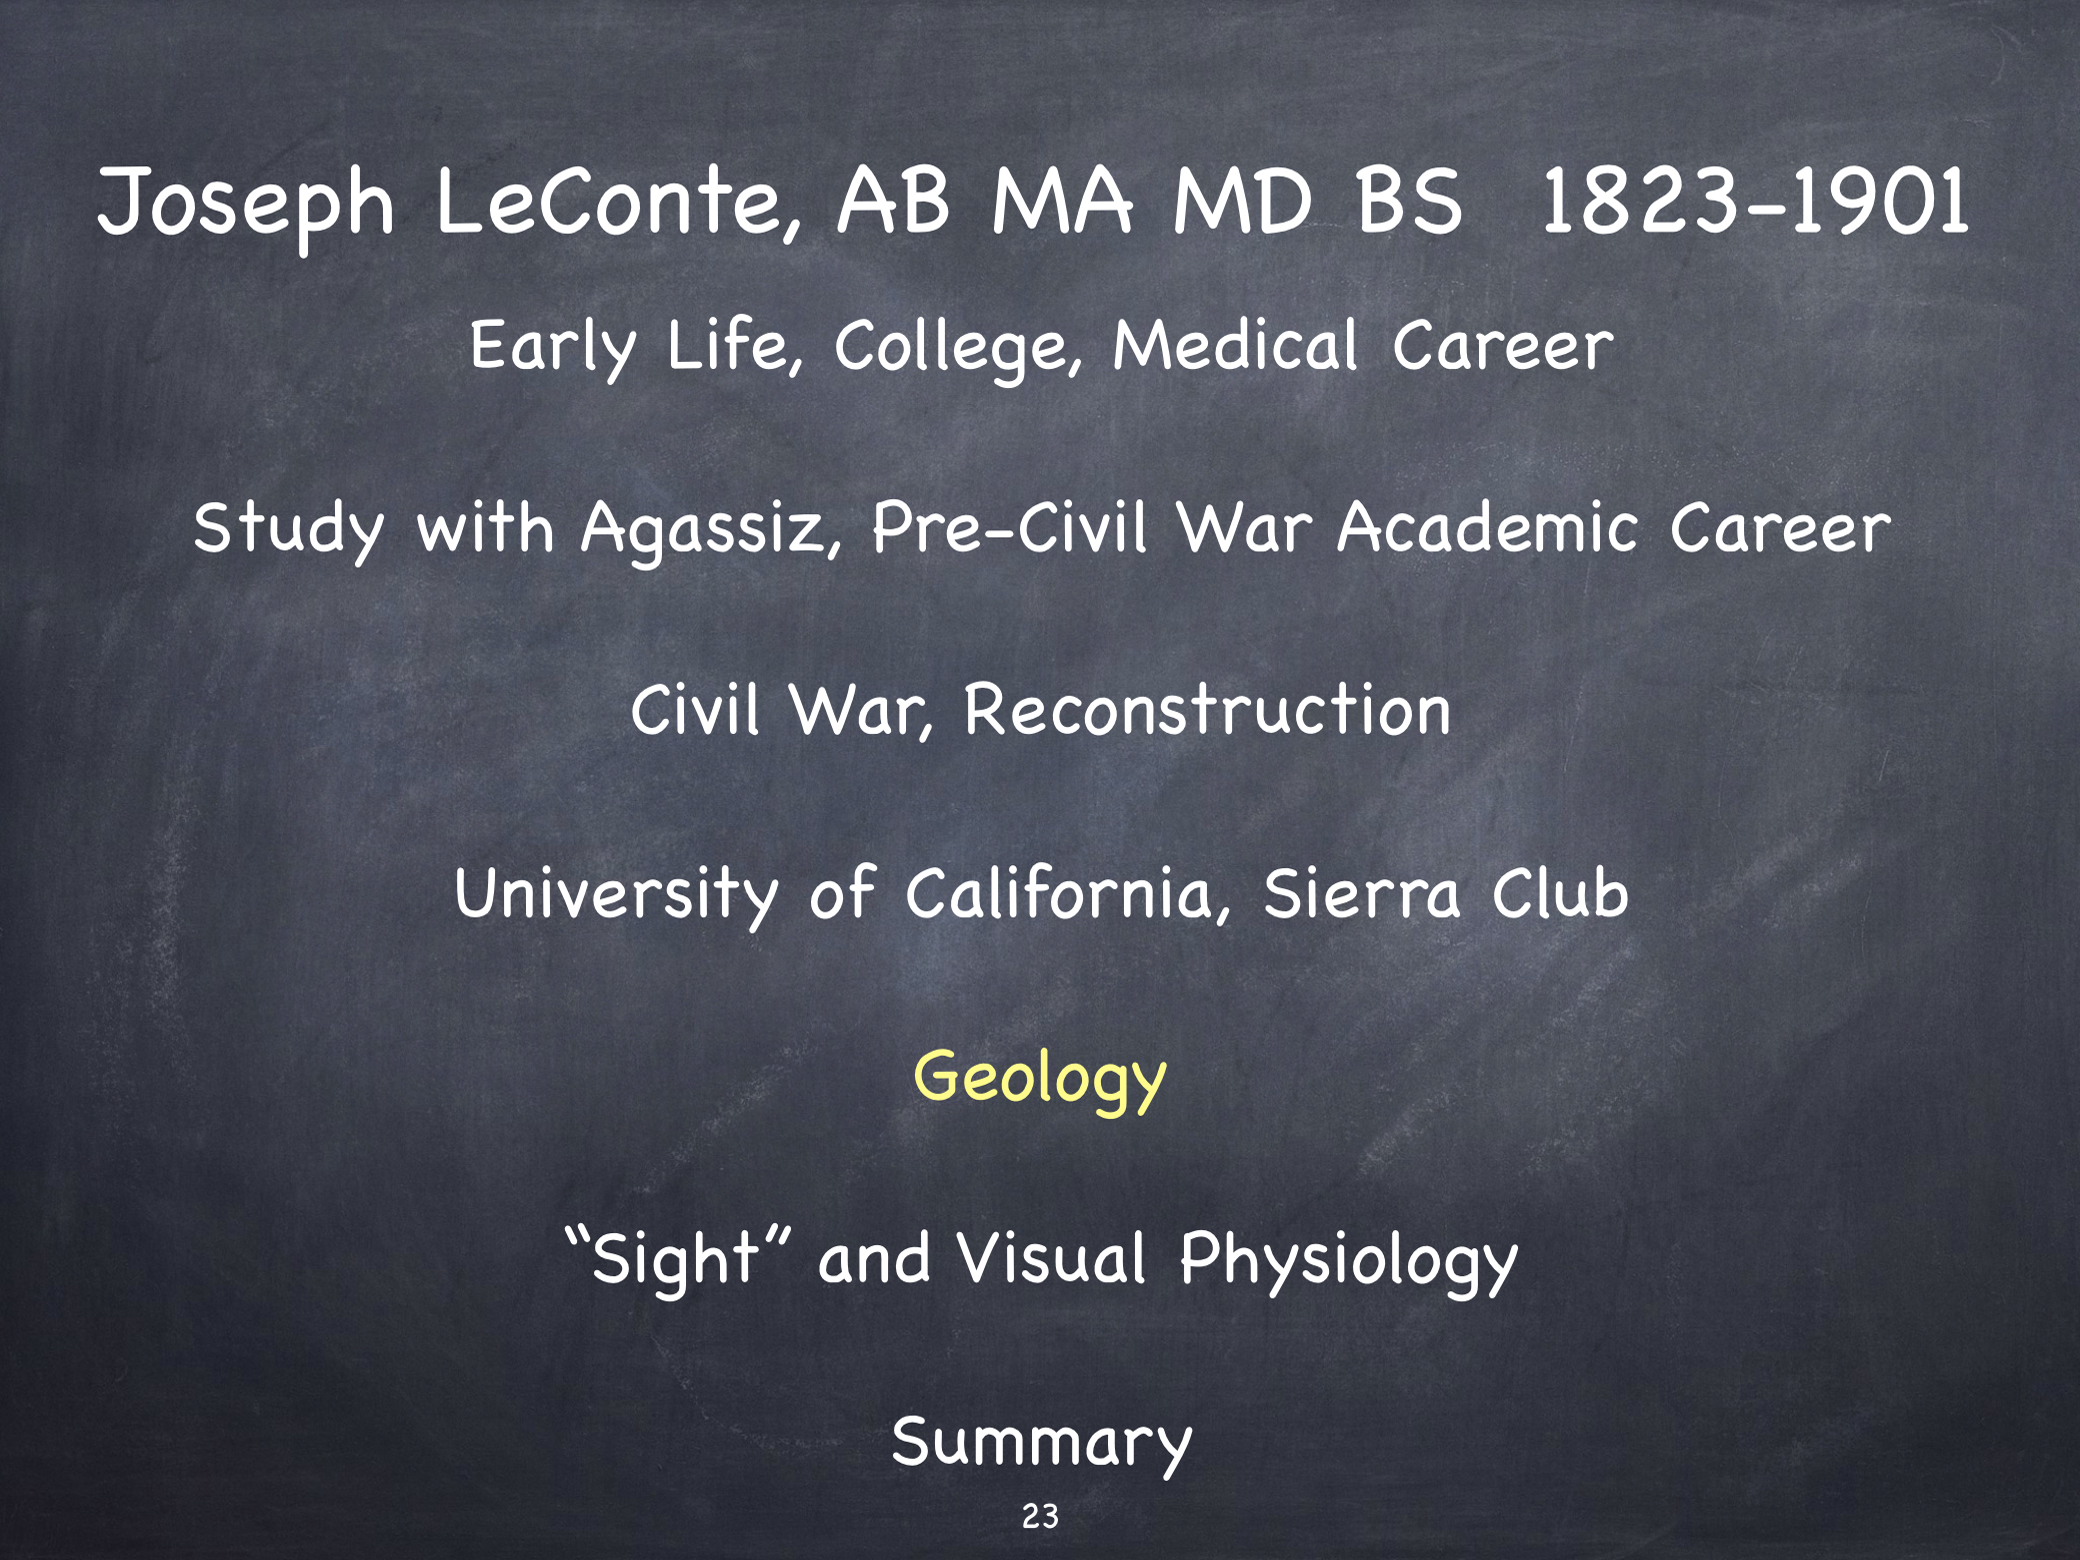 Joseph LeConte, AB MA MD BS 1823-1901
Early Life, College, Medical Career
Study with Agassiz, Pre-Civil War Academic Career
Civil War, Reconstruction
University of California, Sierra Club
Geology
“Sight” and Visual Physiology
Summary
23